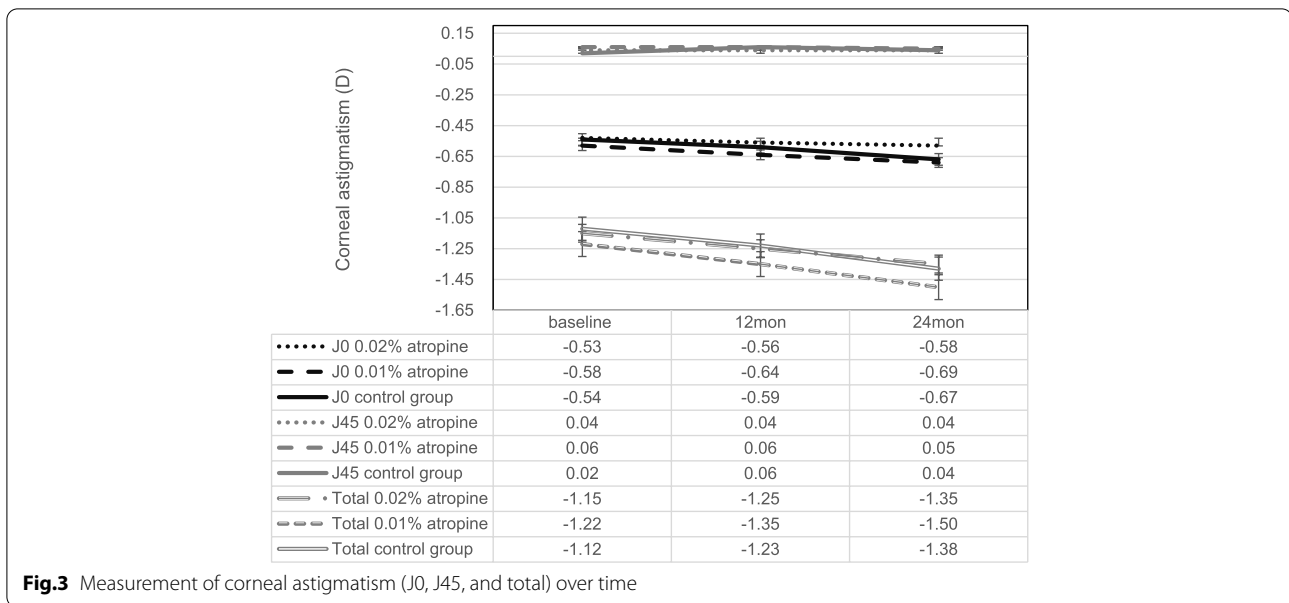 Corneal astigmatism (D)
0.15
-0.05
-0.25
-0.45
-0.65
-0.85
-1.05
-1.25
-1.45
-1.65
baseline 12mon 24mon
J0 0.02% atropine -0.53 -0.56 -0.58
J0 0.01% atropine -0.58 -0.64 -0.69
J0 control group -0.54 -0.59 -0.67
J45 0.02% atropine 0.04 0.04 0.04
J45 0.01% atropine 0.06 0.06 0.05
J45 control group 0.02 0.06 0.04
Total 0.02% atropine -1.15 -1.25 -1.35
Total 0.01% atropine -1.22 -1.35 -1.50
Total control group -1.12 -1.23 -1.38
Fig.3 Measurement of corneal astigmatism (J0, J45, and total) over time